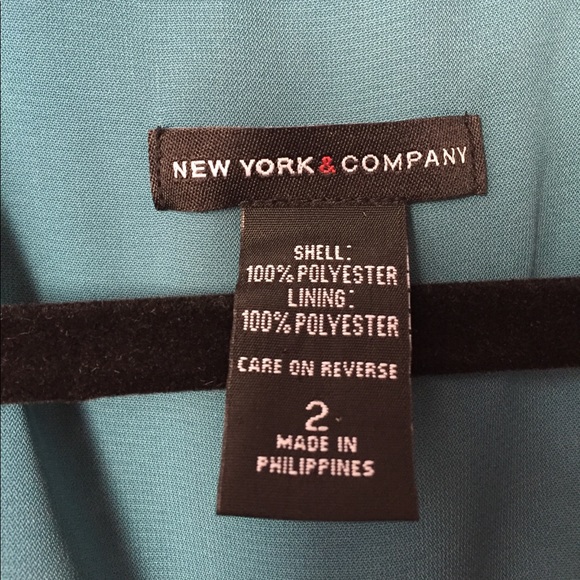 NEW YORK & COMPANY
SHELL:
100% POLYESTER
LINING:
100% POLYESTER
CARE ON REVERSE
2
MADE IN
PHILIPPINES